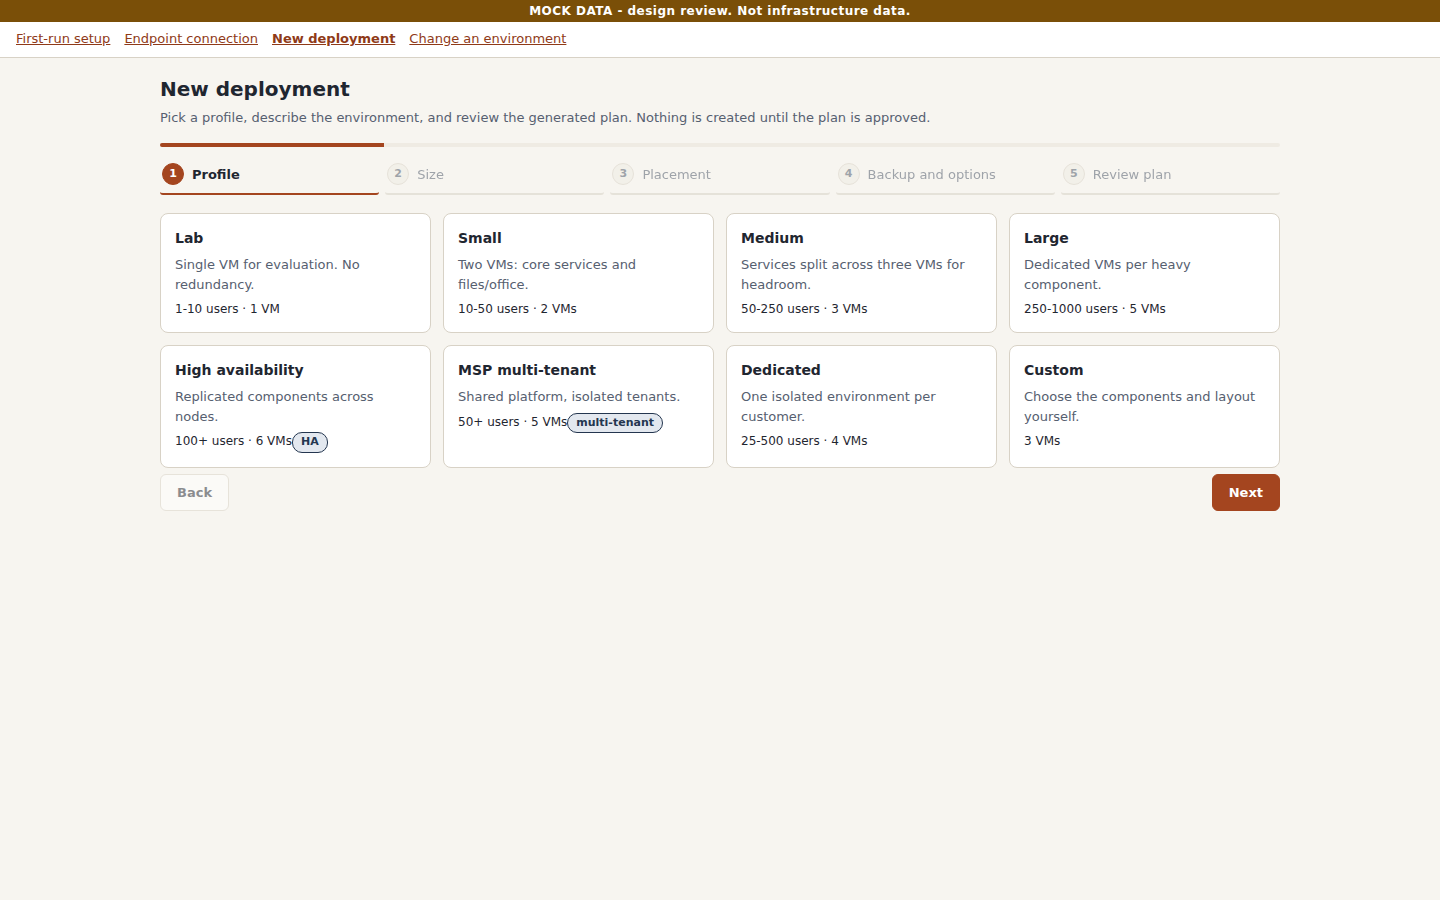 MOCK DATA - design review. Not infrastructure data.
First-run setup Endpoint connection New deployment Change an environment
New deployment
Pick a profile, describe the environment, and review the generated plan. Nothing is created until the plan is approved.
1 Profile
2 Size
3 Placement
4 Backup and options
5 Review plan
Lab
Single VM for evaluation. No
redundancy.
1-10 users · 1 VM
Small
Two VMs: core services and
files/office.
10-50 users · 2 VMs
Medium
Services split across three VMs for
headroom.
50-250 users · 3 VMs
Large
Dedicated VMs per heavy
component.
250-1000 users · 5 VMs
High availability
Replicated components across
nodes.
100+ users · 6 VMs HA
MSP multi-tenant
Shared platform, isolated tenants.
50+ users · 5 VMs multi-tenant
Dedicated
One isolated environment per
customer.
25-500 users · 4 VMs
Custom
Choose the components and layout
yourself.
3 VMs
Back
Next